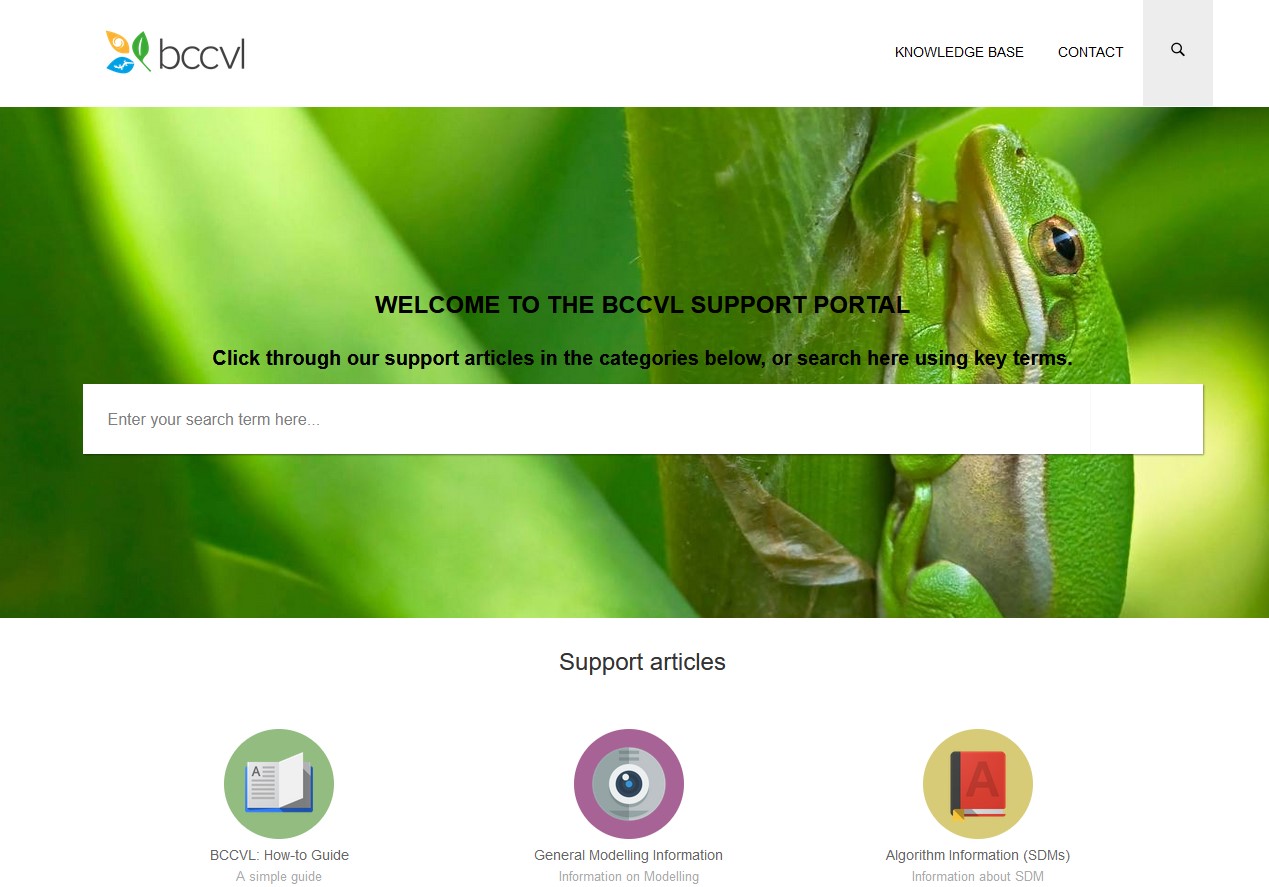 bccvl
KNOWLEDGE BASE
CONTACT
WELCOME TO THE BCCVL SUPPORT PORTAL
Click through our support articles in the categories below, or search here using key terms.
Enter your search term here...
Support articles
A
A
BCCVL: How-to Guide
General Modelling Information
Algorithm Information (SDMs)
A simple guide
Information on Modelling
Information about SDM